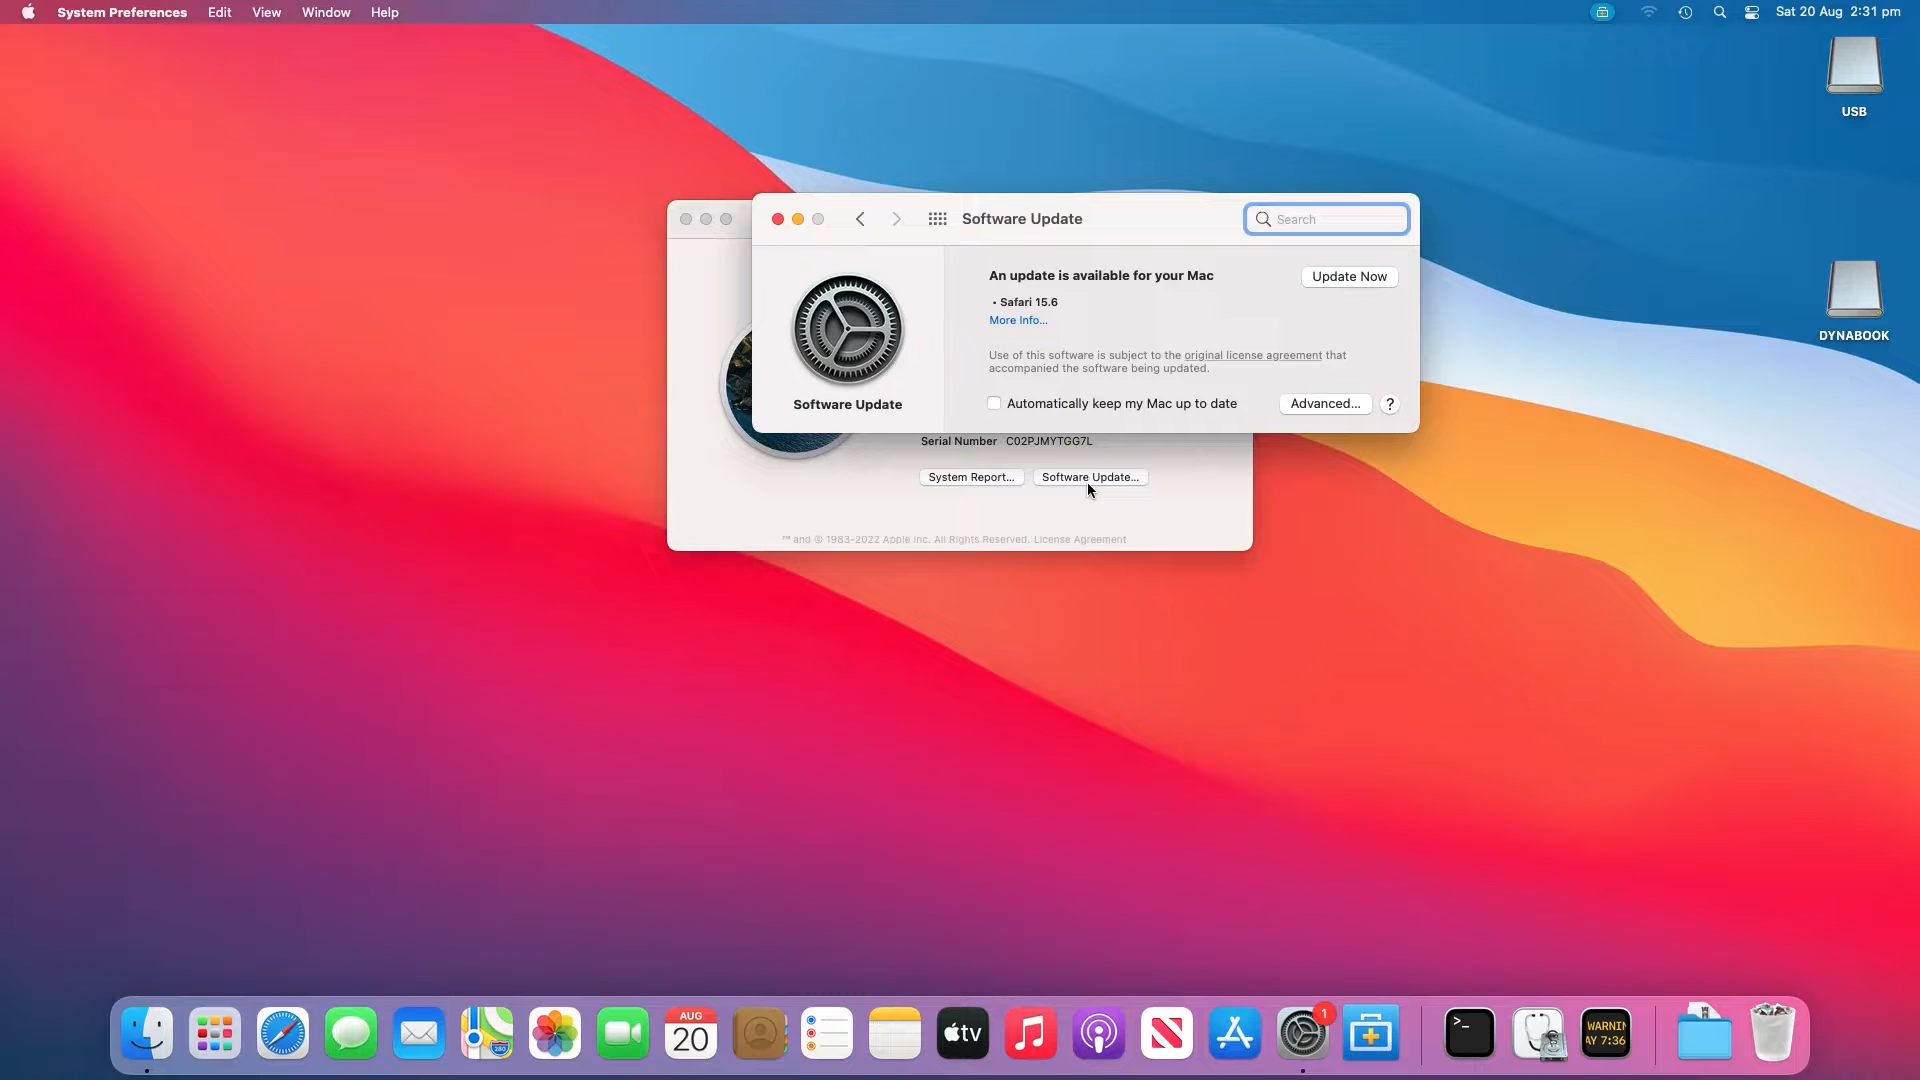 System Preferences Edit View Window Help
Sat 20 Aug 2:31 pm
USB
DYNABOOK
Software Update
Search
An update is available for your Mac
Update Now
• Safari 15.6
More Info...
Use of this software is subject to the original license agreement that
accompanied the software being updated.
Software Update
Automatically keep my Mac up to date
Advanced...
?
Serial Number C02PJMYTGG7L
System Report... Software Update...
™ and © 1983-2022 Apple Inc. All Rights Reserved. License Agreement
AUG
20
280
tv
1
>_
WARNIN
AY 7:36